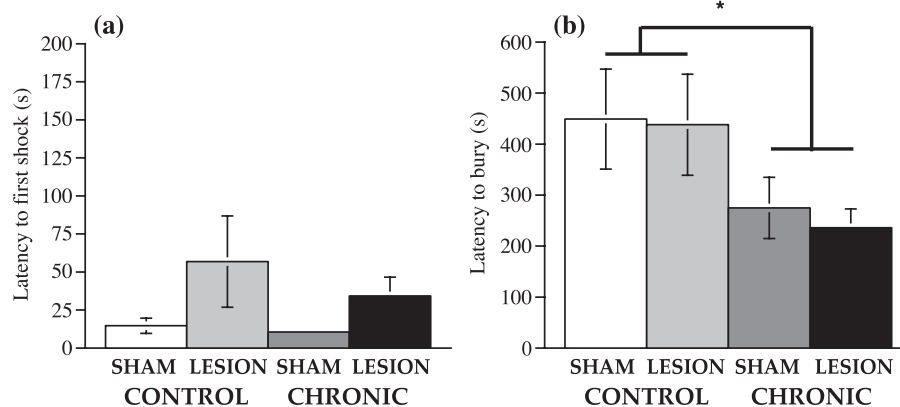 (a)
Latency to first shock (s)
200
175
150
125
100
75
50
25
0
SHAM LESION SHAM LESION
CONTROL CHRONIC
(b)
*
Latency to bury (s)
600
500
400
300
200
100
0
SHAM LESION SHAM LESION
CONTROL CHRONIC